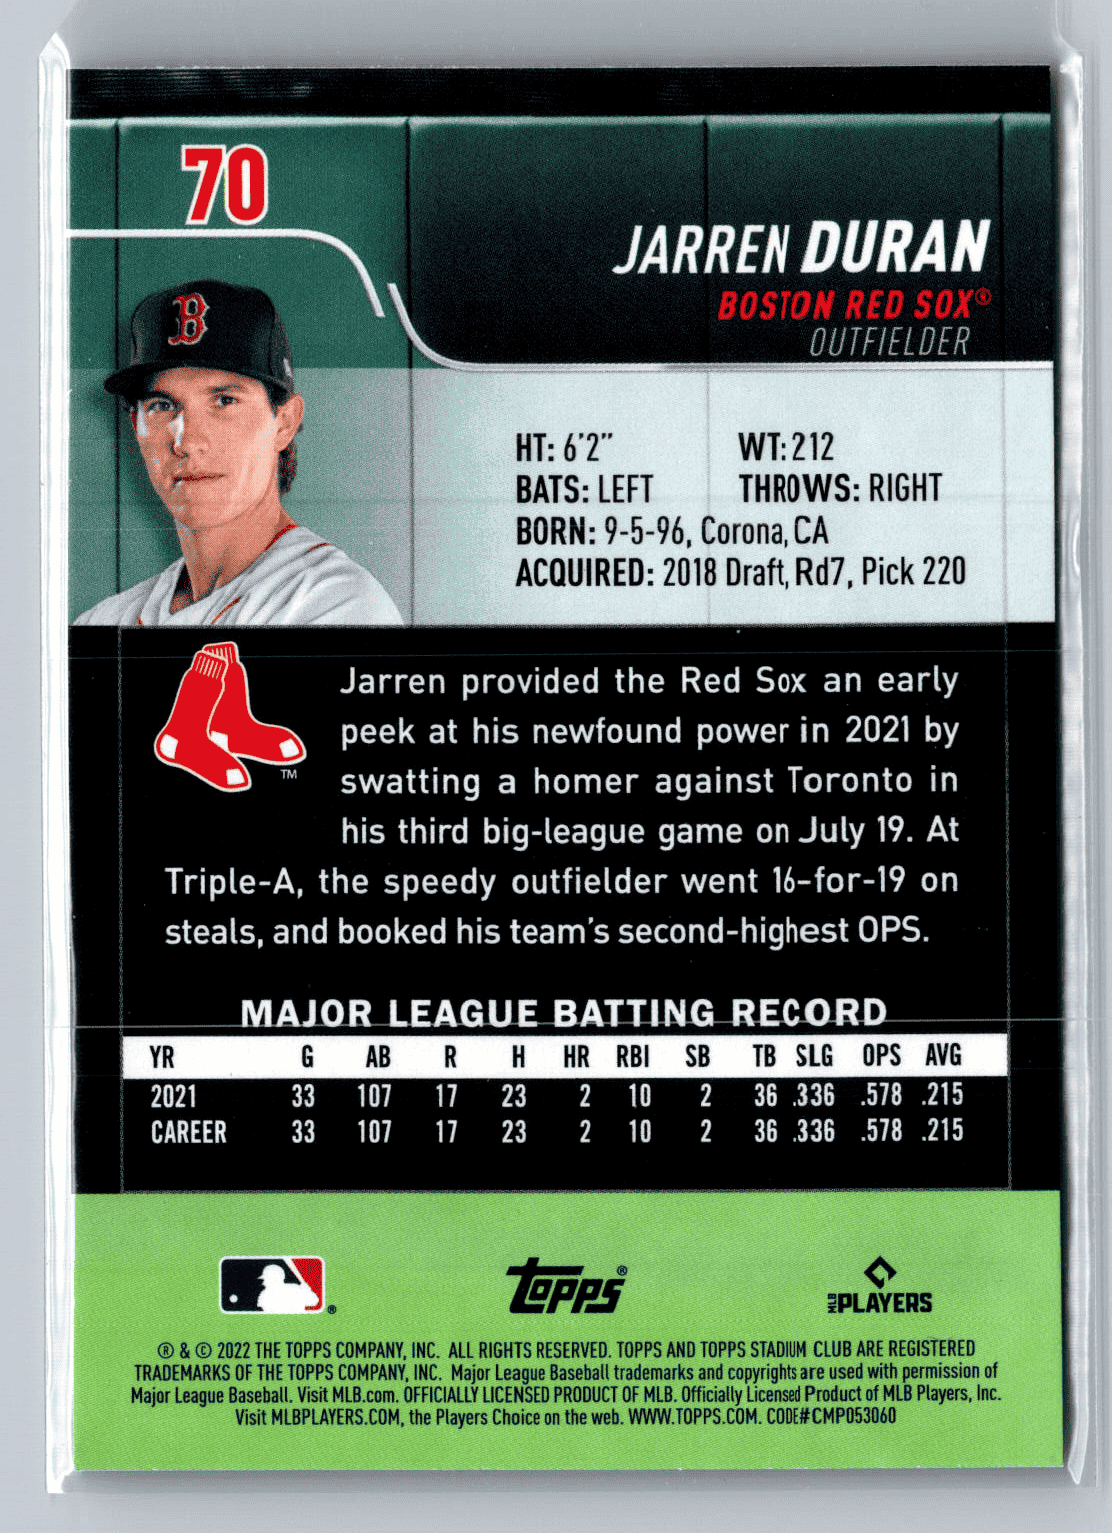 70
JARREN DURAN
BOSTON RED SOX®
OUTFIELDER
B
HT: 6'2" WT: 212
BATS: LEFT THROWS: RIGHT
BORN: 9-5-96, Corona, CA
ACQUIRED: 2018 Draft, Rd7, Pick 220
Jarren provided the Red Sox an early
peek at his newfound power in 2021 by
swatting a homer against Toronto in
his third big-league game on July 19. At
Triple-A, the speedy outfielder went 16-for-19 on
steals, and booked his team's second-highest OPS.
TM
MAJOR LEAGUE BATTING RECORD
YR G AB R H HR RBI SB TB SLG OPS AVG
2021 33 107 17 23 2 10 2 36 .336 .578 .215
CAREER 33 107 17 23 2 10 2 36 .336 .578 .215
®
topps®
MLB PLAYERS
® & © 2022 THE TOPPS COMPANY, INC. ALL RIGHTS RESERVED. TOPPS AND TOPPS STADIUM CLUB ARE REGISTERED
TRADEMARKS OF THE TOPPS COMPANY, INC. Major League Baseball trademarks and copyrights are used with permission of
Major League Baseball. Visit MLB.com. OFFICIALLY LICENSED PRODUCT OF MLB. Officially Licensed Product of MLB Players, Inc.
Visit MLBPLAYERS.COM, the Players Choice on the web. WWW.TOPPS.COM. CODE#CMP053060